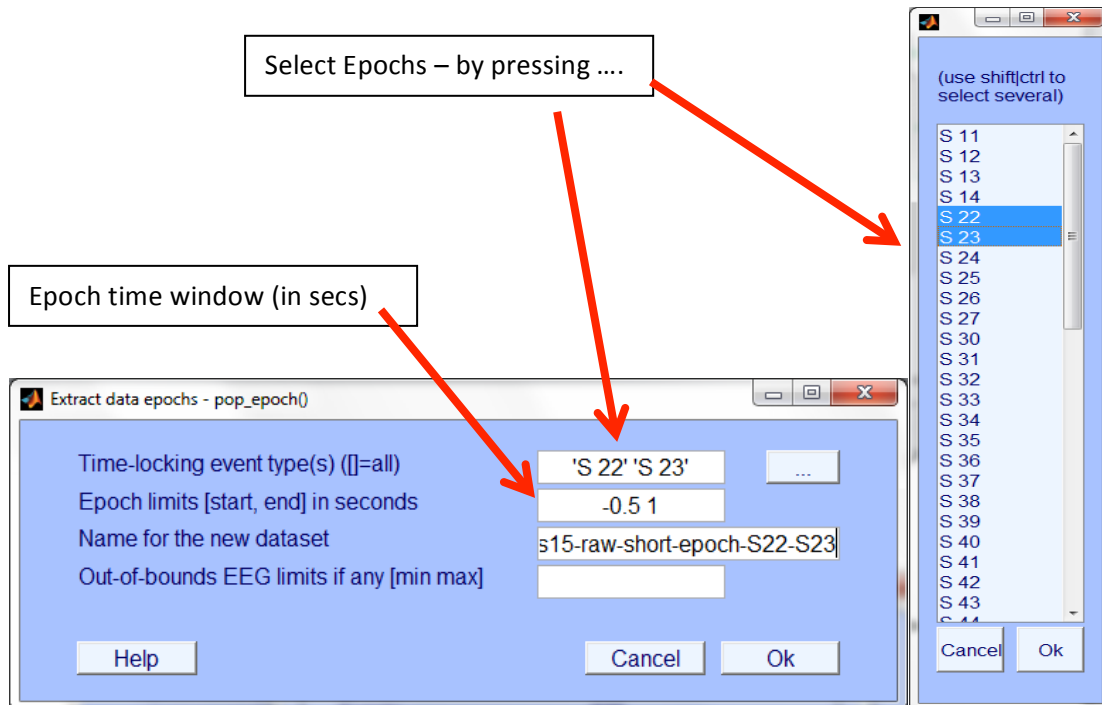 Select Epochs – by pressing ....
(use shift|ctrl to
select several)
S 11
S 12
S 13
S 14
S 22
S 23
S 24
S 25
S 26
S 27
S 30
S 31
S 32
S 33
S 34
S 35
S 36
S 37
S 38
S 39
S 40
S 41
S 42
S 43
S 44
Cancel Ok
Epoch time window (in secs)
Extract data epochs - pop_epoch()
Time-locking event type(s) ([]=all) 'S 22' 'S 23' ...
Epoch limits [start, end] in seconds -0.5 1
Name for the new dataset s15-raw-short-epoch-S22-S23
Out-of-bounds EEG limits if any [min max]
Help Cancel Ok